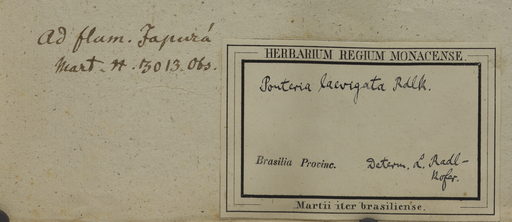 Ad flum. Japurá
Mart. H. 3013. Obs.
HERBARIUM REGIUM MONACENSE.
Pouteria laevigata Rdlk.
Brasilia Provinc. Determ. L. Radl-
kofer.
Martii iter brasiliense.